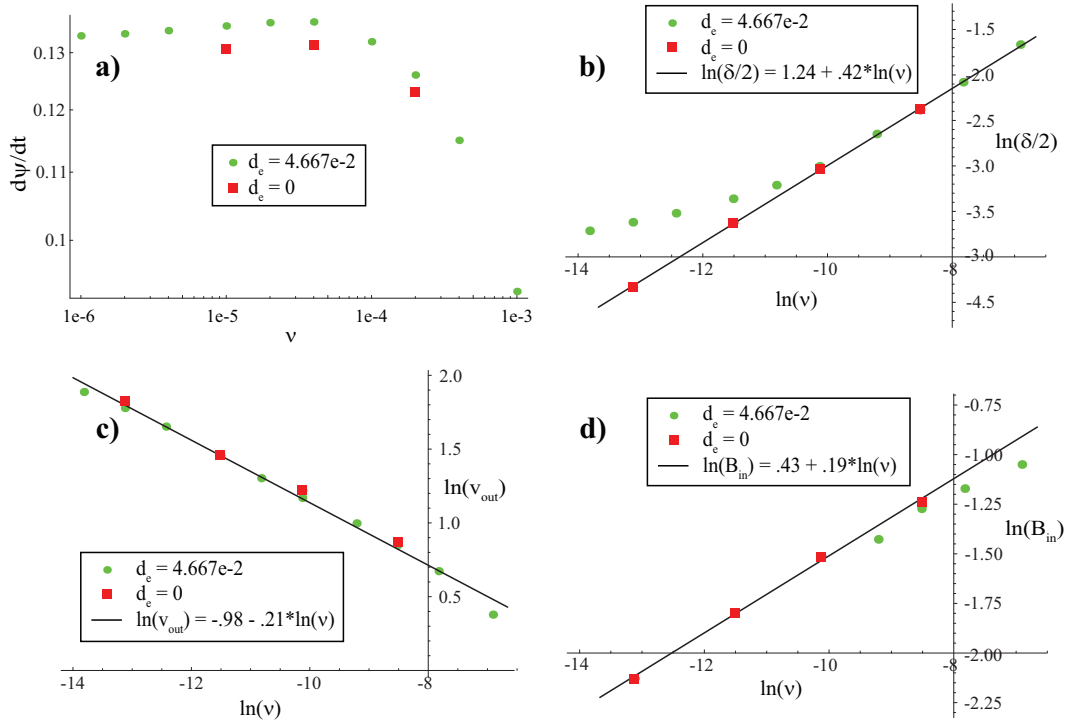 a)
0.13
0.12
0.11
0.1
dψ/dt
d_e = 4.667e-2
d_e = 0
1e-6
1e-5
1e-4
1e-3
ν
b)
d_e = 4.667e-2
d_e = 0
ln(δ/2) = 1.24 + .42*ln(ν)
-1.5
-2.0
-2.5
-3.0
-3.5
-3.0
-4.5
ln(δ/2)
-14
-12
-10
-8
ln(ν)
c)
2.0
1.5
1.0
0.5
ln(v_out)
d_e = 4.667e-2
d_e = 0
ln(v_out) = -.98 - .21*ln(ν)
-14
-12
-10
-8
ln(ν)
d)
d_e = 4.667e-2
d_e = 0
ln(B_in) = .43 + .19*ln(ν)
-0.75
-1.00
-1.25
-1.50
-1.75
-2.00
-2.25
ln(B_in)
-14
-12
-10
-8
ln(ν)